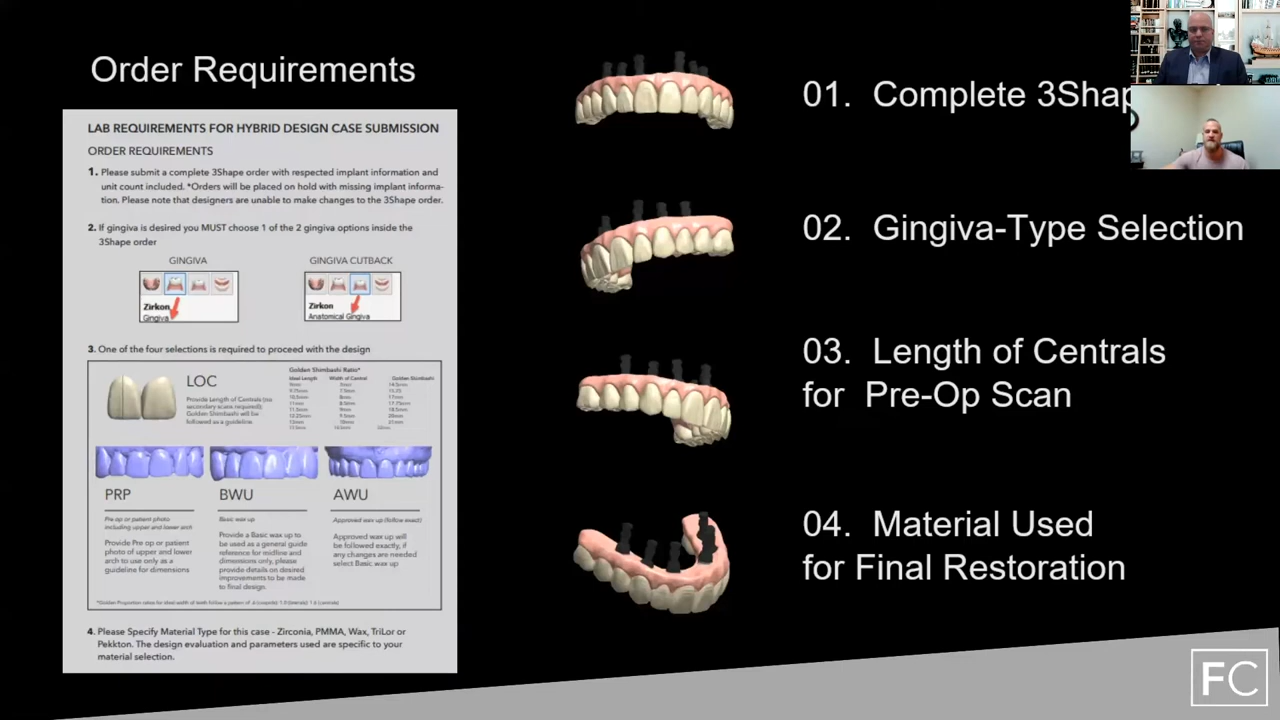 Order Requirements
LAB REQUIREMENTS FOR HYBRID DESIGN CASE SUBMISSION
ORDER REQUIREMENTS
1. Please submit a complete 3Shape order with respected implant information and
unit count included. *Orders will be placed on hold with missing implant informa-
tion. Please note that designers are unable to make changes to the 3Shape order.
2. If gingiva is desired you MUST choose 1 of the 2 gingiva options inside the
3Shape order
GINGIVA
Zirkon
Gingiva
GINGIVA CUTBACK
Zirkon
Anatomical Gingiva
3. One of the four selections is required to proceed with the design
LOC
Provide Length of Centrals (no
secondary scans required);
Golden Shimbashi will be
followed as a guideline
Golden Shimbashi Ratio*
Ideal Length Width of Central Golden Shimbashi
PRP
Pre op or patient photo
including upper and lower arch
Provide Pre op or patient
photo of upper and lower
arch to use only as a
guideline for dimensions
BWU
Basic wax up
Provide a Basic wax up to
be used as a general guide
reference for midline and
dimensions only, please
provide details on desired
improvements to be made
to final design.
AWU
Approved wax up (follow exact)
Approved wax up will
be followed exactly, if
any changes are needed
select Basic wax up
4. Please Specify Material Type for this case - Zirconia, PMMA, Wax, TriLor or
Pekkton. The design evaluation and parameters used are specific to your
material selection.
01. Complete 3Shap
02. Gingiva-Type Selection
03. Length of Centrals
for Pre-Op Scan
04. Material Used
for Final Restoration
FC